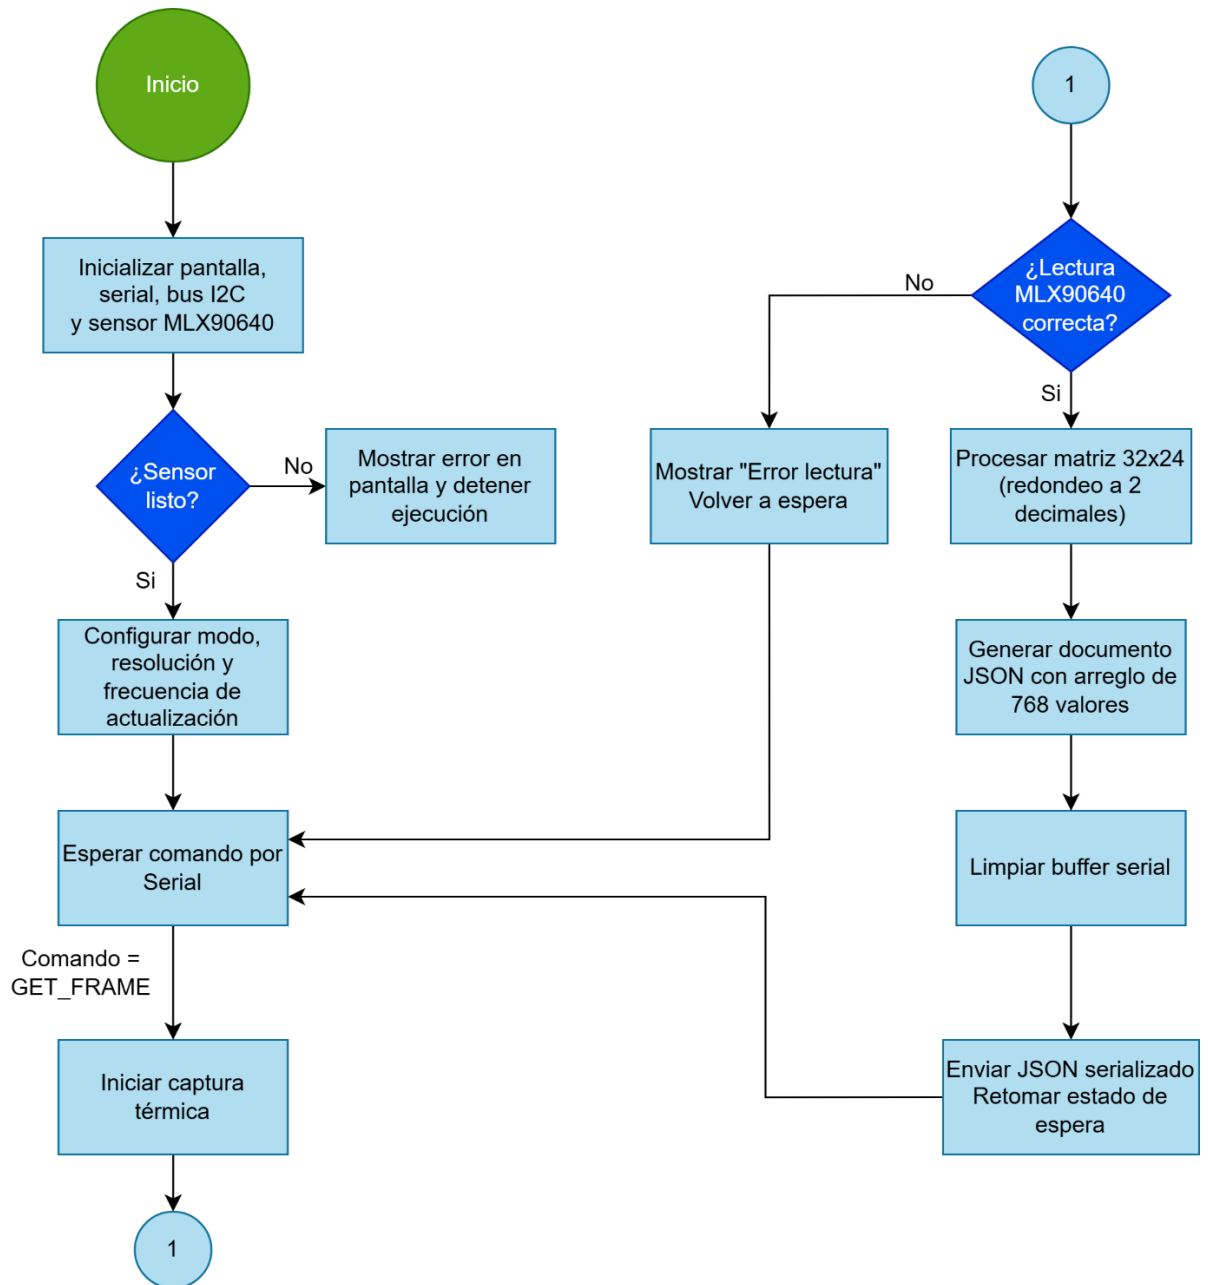 Inicio
Inicializar pantalla,
serial, bus I2C
y sensor MLX90640
¿Sensor
listo?
No
Mostrar error en
pantalla y detener
ejecución
Si
Configurar modo,
resolución y
frecuencia de
actualización
Esperar comando por
Serial
Comando =
GET_FRAME
Iniciar captura
térmica
1
1
¿Lectura
MLX90640
correcta?
No
Mostrar "Error lectura"
Volver a espera
Si
Procesar matriz 32x24
(redondeo a 2
decimales)
Generar documento
JSON con arreglo de
768 valores
Limpiar buffer serial
Enviar JSON serializado
Retomar estado de
espera